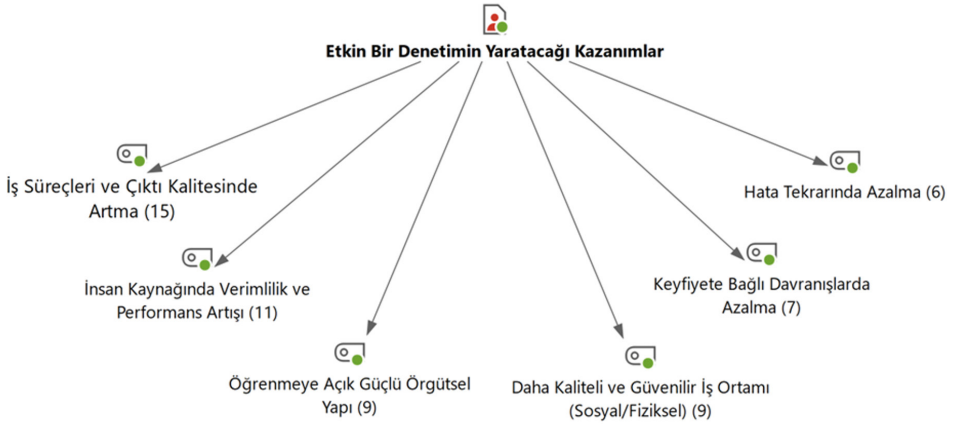 Etkin Bir Denetimin Yaratacağı Kazanımlar
İş Süreçleri ve Çıktı Kalitesinde
Artma (15)
İnsan Kaynağında Verimlilik ve
Performans Artışı (11)
Öğrenmeye Açık Güçlü Örgütsel
Yapı (9)
Daha Kaliteli ve Güvenilir İş Ortamı
(Sosyal/Fiziksel) (9)
Keyfiyete Bağlı Davranışlarda
Azalma (7)
Hata Tekrarında Azalma (6)